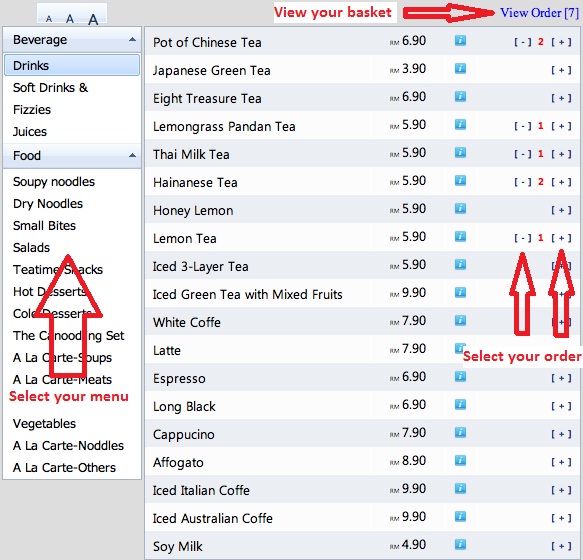 View your basket View Order [7]
A A A
Beverage
Drinks
Soft Drinks &
Fizzies
Juices
Food
Soupy noodles
Dry Noodles
Small Bites
Salads
Teatime Snacks
Hot Desserts
Cold Desserts
The Canoodling Set
A La Carte-Soups
A La Carte-Meats
Select your menu
Vegetables
A La Carte-Noddles
A La Carte-Others
Pot of Chinese Tea RM 6.90 i [ - ] 2 [ + ]
Japanese Green Tea RM 3.90 i [ + ]
Eight Treasure Tea RM 6.90 i [ + ]
Lemongrass Pandan Tea RM 5.90 i [ - ] 1 [ + ]
Thai Milk Tea RM 5.90 i [ - ] 1 [ + ]
Hainanese Tea RM 5.90 i [ - ] 2 [ + ]
Honey Lemon RM 5.90 i [ + ]
Lemon Tea RM 5.90 i [ - ] 1 [ + ]
Iced 3-Layer Tea RM 5.90 i
Iced Green Tea with Mixed Fruits RM 9.90 i
White Coffe RM 7.90 i [ + ]
Latte RM 7.90
Select your order
Espresso RM 6.90 i [ + ]
Long Black RM 6.90 i [ + ]
Cappucino RM 7.90 i [ + ]
Affogato RM 8.90 i [ + ]
Iced Italian Coffe RM 9.90 i [ + ]
Iced Australian Coffe RM 9.90 i [ + ]
Soy Milk RM 4.90 i [ + ]